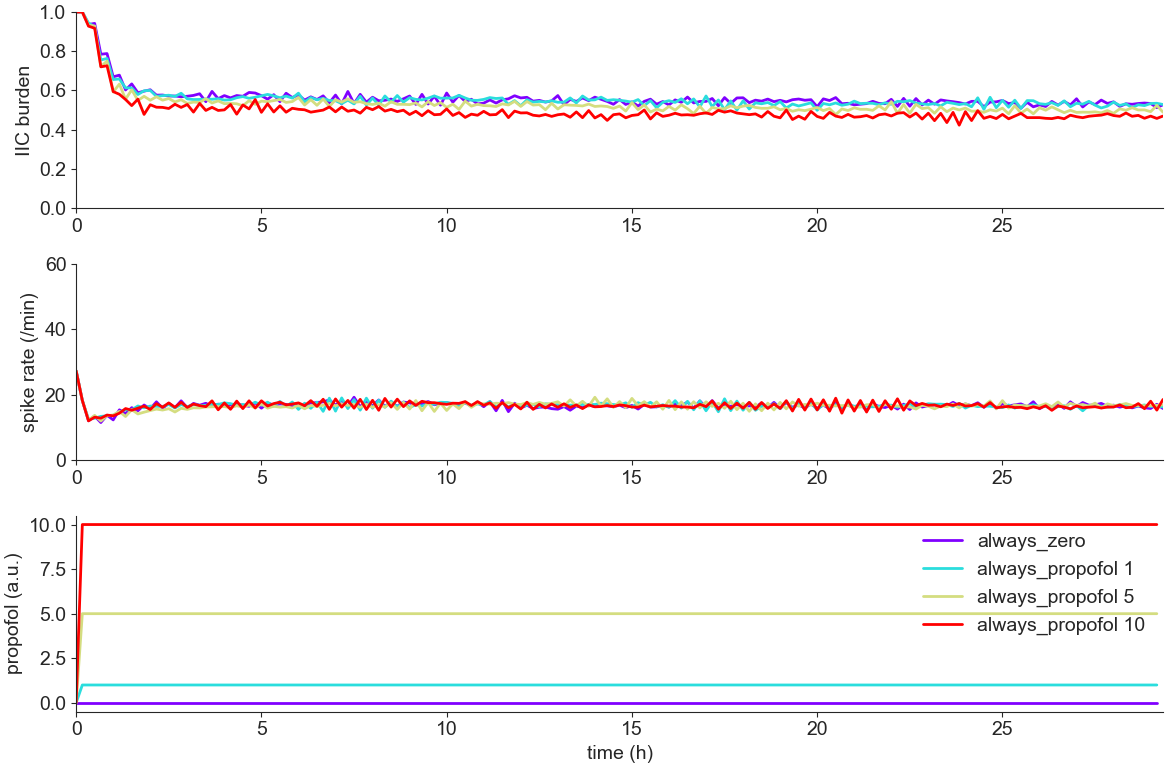 IIC burden
1.0
0.8
0.6
0.4
0.2
0.0
0 5 10 15 20 25
spike rate (/min)
60
40
20
0
0 5 10 15 20 25
propofol (a.u.)
10.0
7.5
5.0
2.5
0.0
always_zero
always_propofol 1
always_propofol 5
always_propofol 10
0 5 10 15 20 25
time (h)